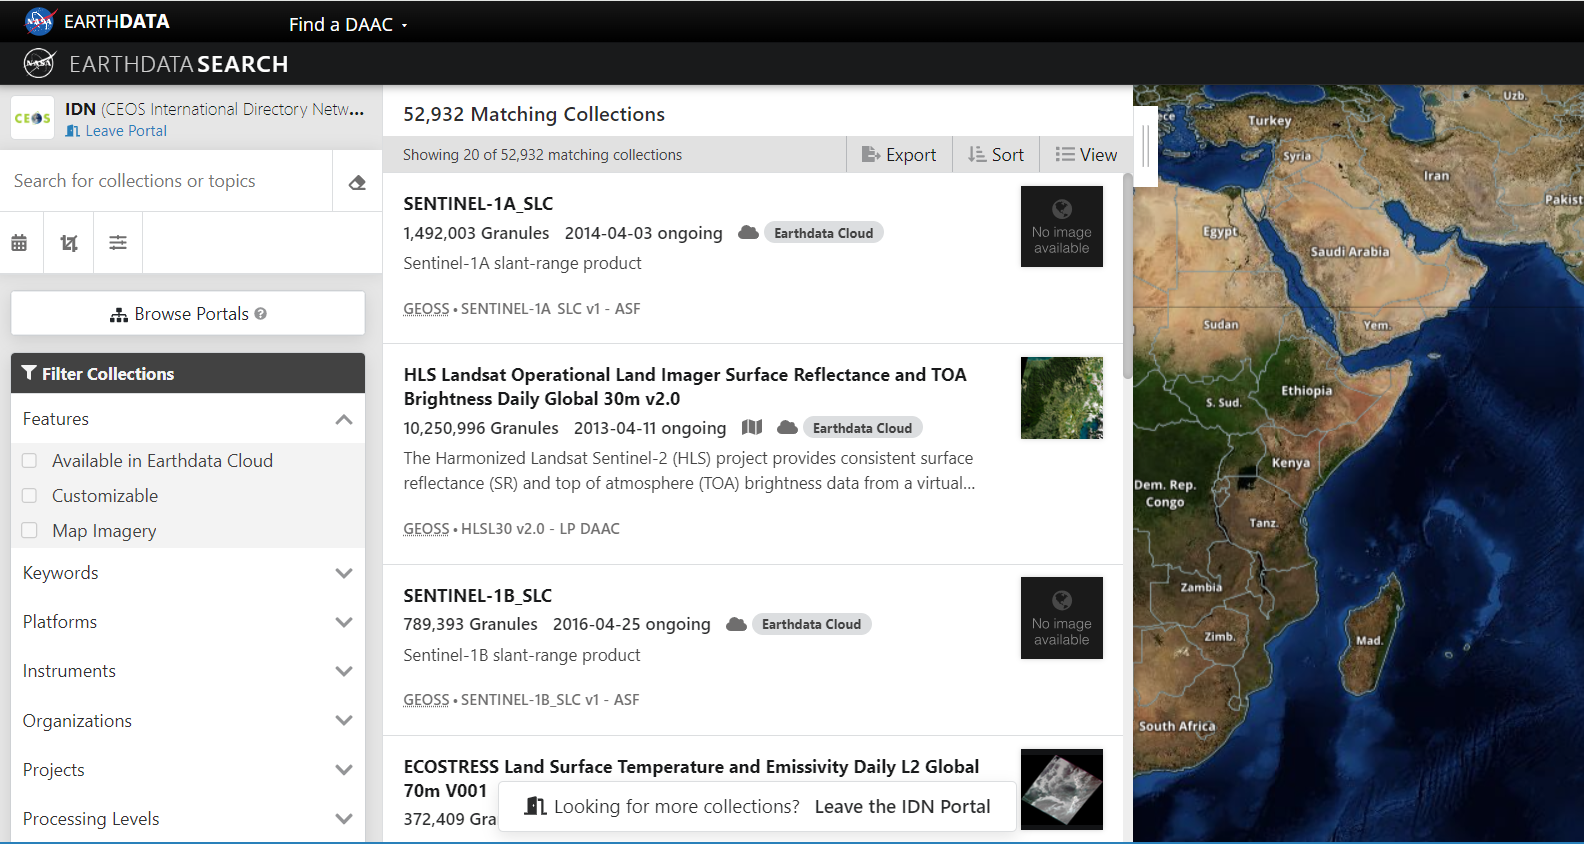 NASA EARTHDATA
Find a DAAC
NASA EARTHDATA SEARCH
CEOS
IDN (CEOS International Directory Netw...
Leave Portal
Search for collections or topics
Browse Portals ?
Filter Collections
Features
Available in Earthdata Cloud
Customizable
Map Imagery
Keywords
Platforms
Instruments
Organizations
Projects
Processing Levels
52,932 Matching Collections
Showing 20 of 52,932 matching collections
Export
Sort
View
SENTINEL-1A_SLC
1,492,003 Granules 2014-04-03 ongoing Earthdata Cloud
Sentinel-1A slant-range product
GEOSS • SENTINEL-1A_SLC v1 - ASF
No image
available
HLS Landsat Operational Land Imager Surface Reflectance and TOA
Brightness Daily Global 30m v2.0
10,250,996 Granules 2013-04-11 ongoing Earthdata Cloud
The Harmonized Landsat Sentinel-2 (HLS) project provides consistent surface
reflectance (SR) and top of atmosphere (TOA) brightness data from a virtual...
GEOSS • HLSL30 v2.0 - LP DAAC
SENTINEL-1B_SLC
789,393 Granules 2016-04-25 ongoing Earthdata Cloud
Sentinel-1B slant-range product
GEOSS • SENTINEL-1B_SLC v1 - ASF
No image
available
ECOSTRESS Land Surface Temperature and Emissivity Daily L2 Global
70m V001
372,409 Gra
Looking for more collections? Leave the IDN Portal
ece
Turkey
Uzb.
Syria
Iran
Pakist
Egypt
Saudi Arabia
Sudan
Yem.
Ethiopia
S. Sud.
Kenya
Dem. Rep.
Congo
Tanz.
Zambia
Zimb.
Mad.
South Africa